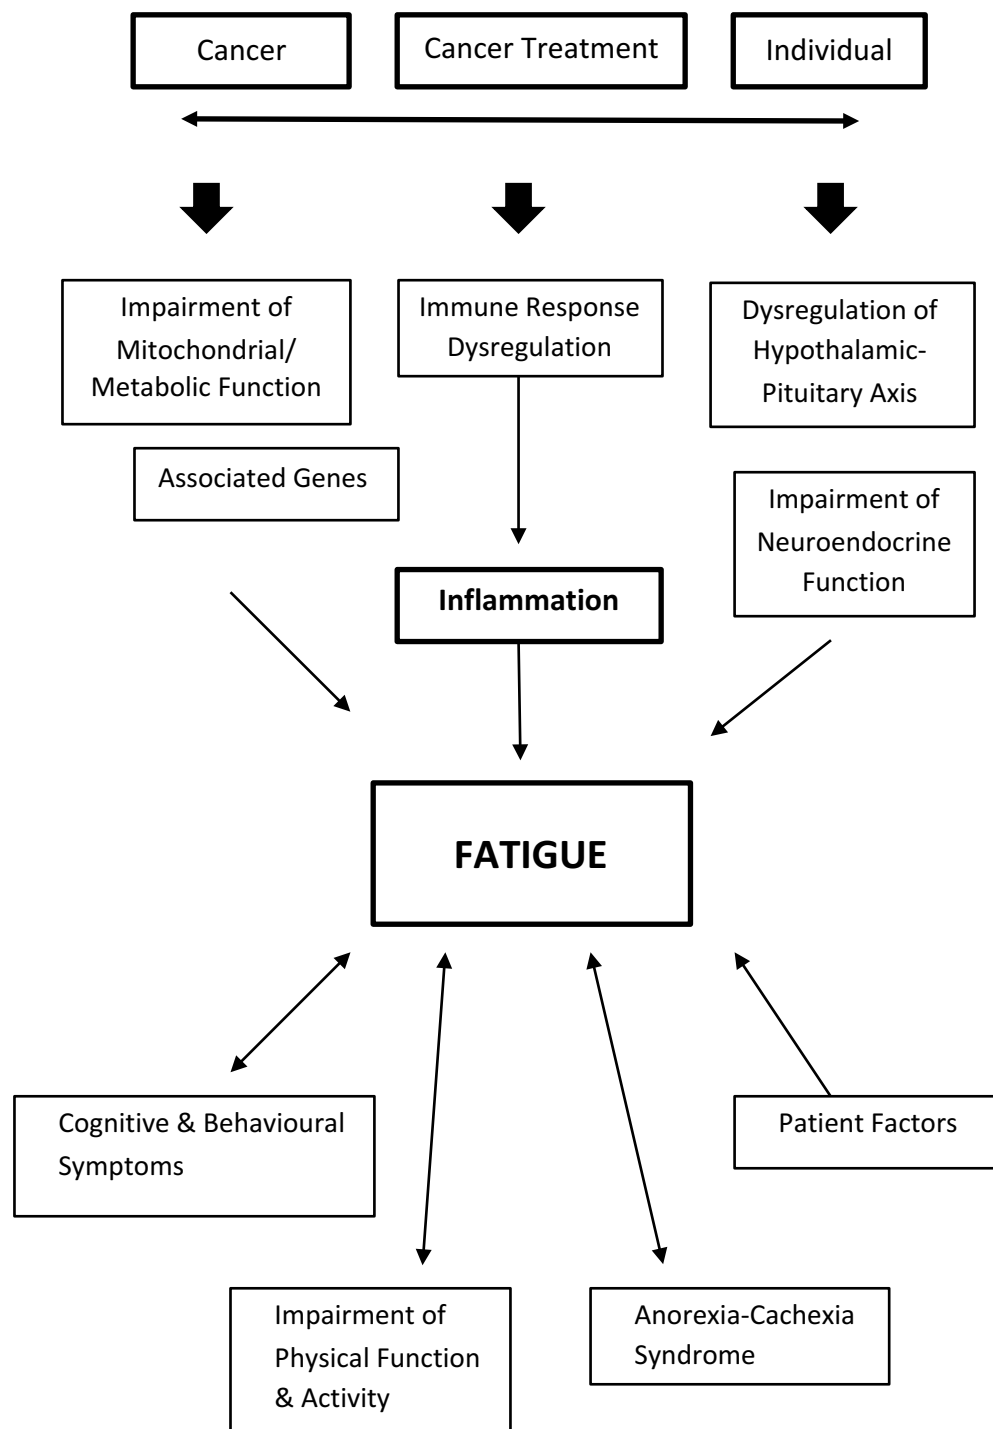 Cancer
Cancer Treatment
Individual
Impairment of
Mitochondrial/
Metabolic Function
Immune Response
Dysregulation
Dysregulation of
Hypothalamic-
Pituitary Axis
Associated Genes
Impairment of
Neuroendocrine
Function
Inflammation
FATIGUE
Cognitive & Behavioural
Symptoms
Patient Factors
Impairment of
Physical Function
& Activity
Anorexia-Cachexia
Syndrome